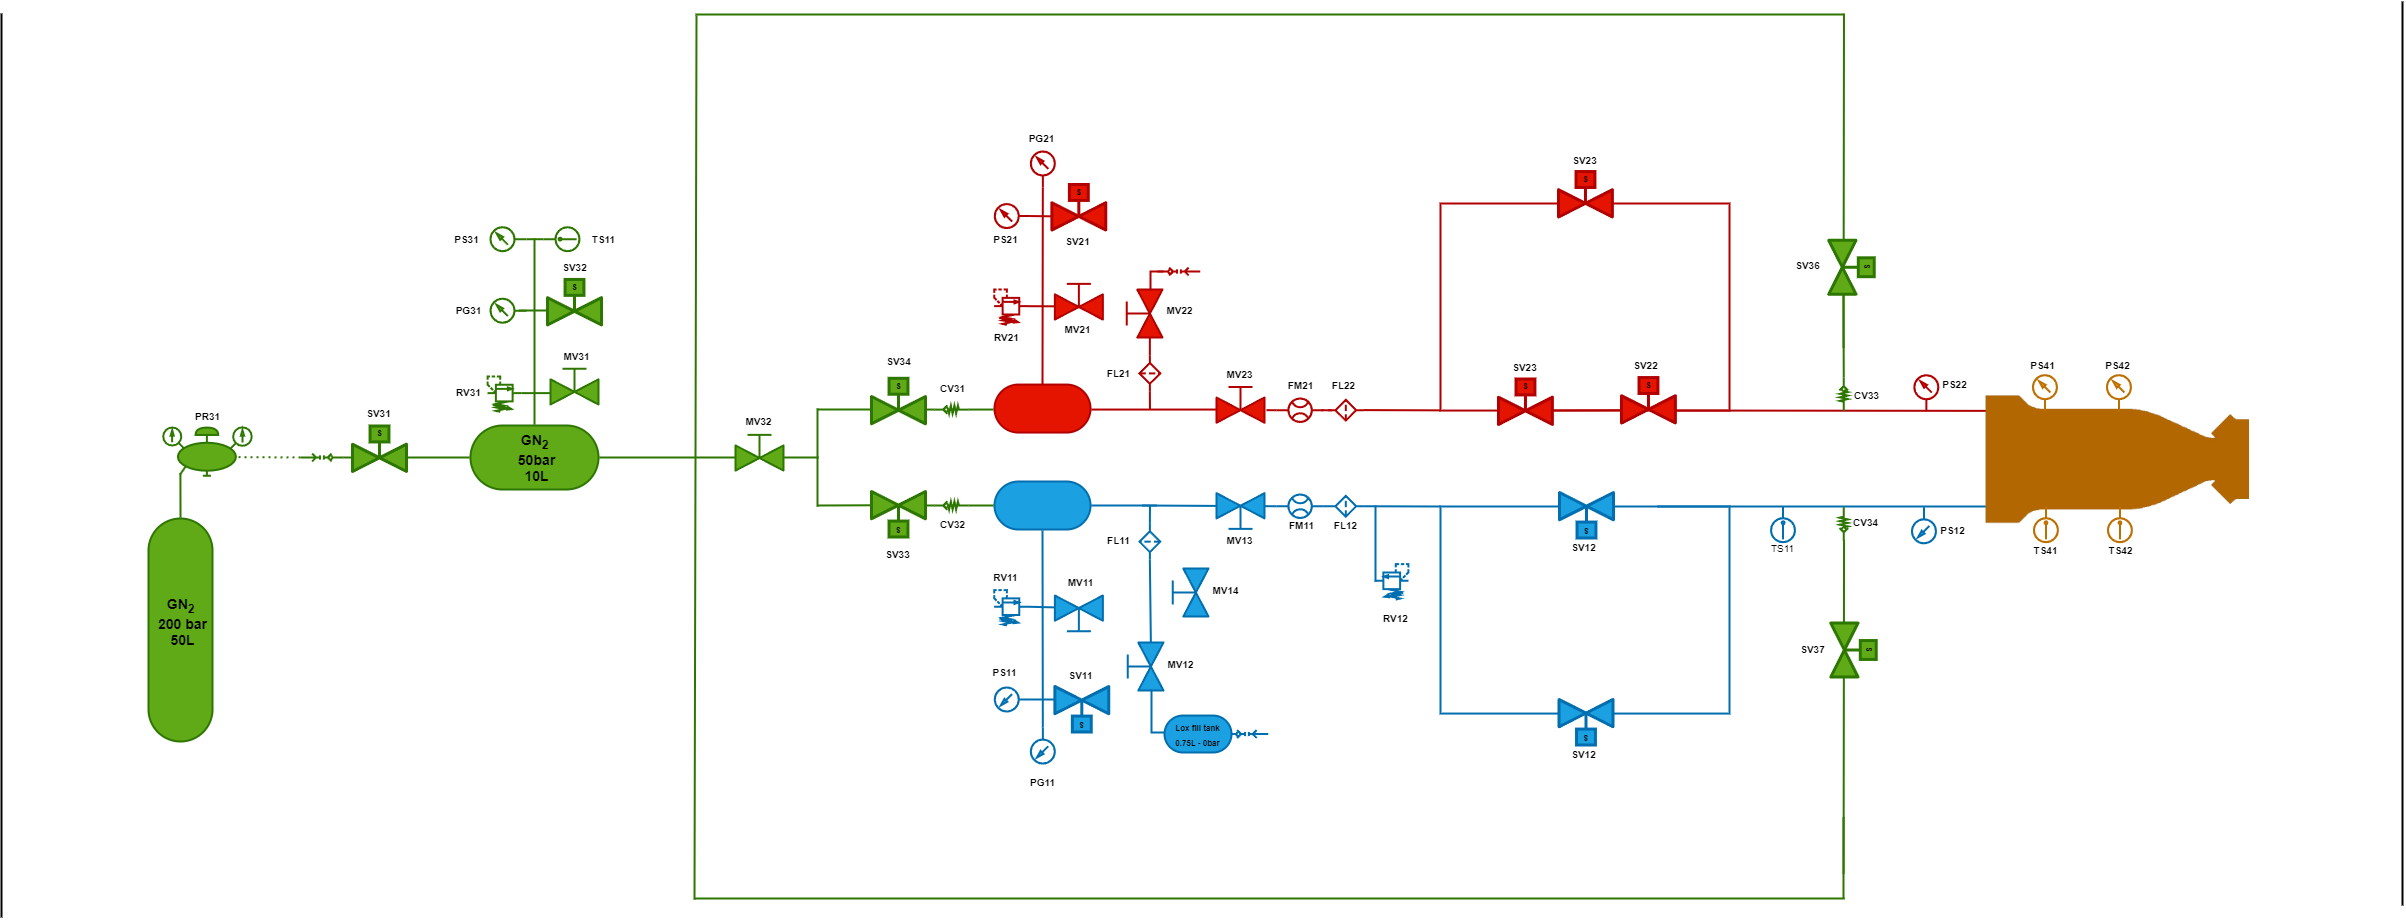 PG21
SV23
S
S
PS21
SV21
PS31
TS11
SV32
S
SV36
S
PG31
MV22
RV21
MV21
MV31
SV34
S
CV31
FL21
MV23
FM21
FL22
SV23
S
SV22
S
PS22
CV33
PS41
PS42
RV31
PR31
SV31
S
MV32
GN2
50bar
10L
SV33
S
CV32
FL11
MV13
FM11
FL12
SV12
S
TS11
CV34
PS12
TS41
TS42
GN2
200 bar
50L
RV11
MV11
MV14
RV12
SV37
S
PS11
SV11
S
MV12
Lox fill tank
0.75L - 0bar
S
SV12
PG11